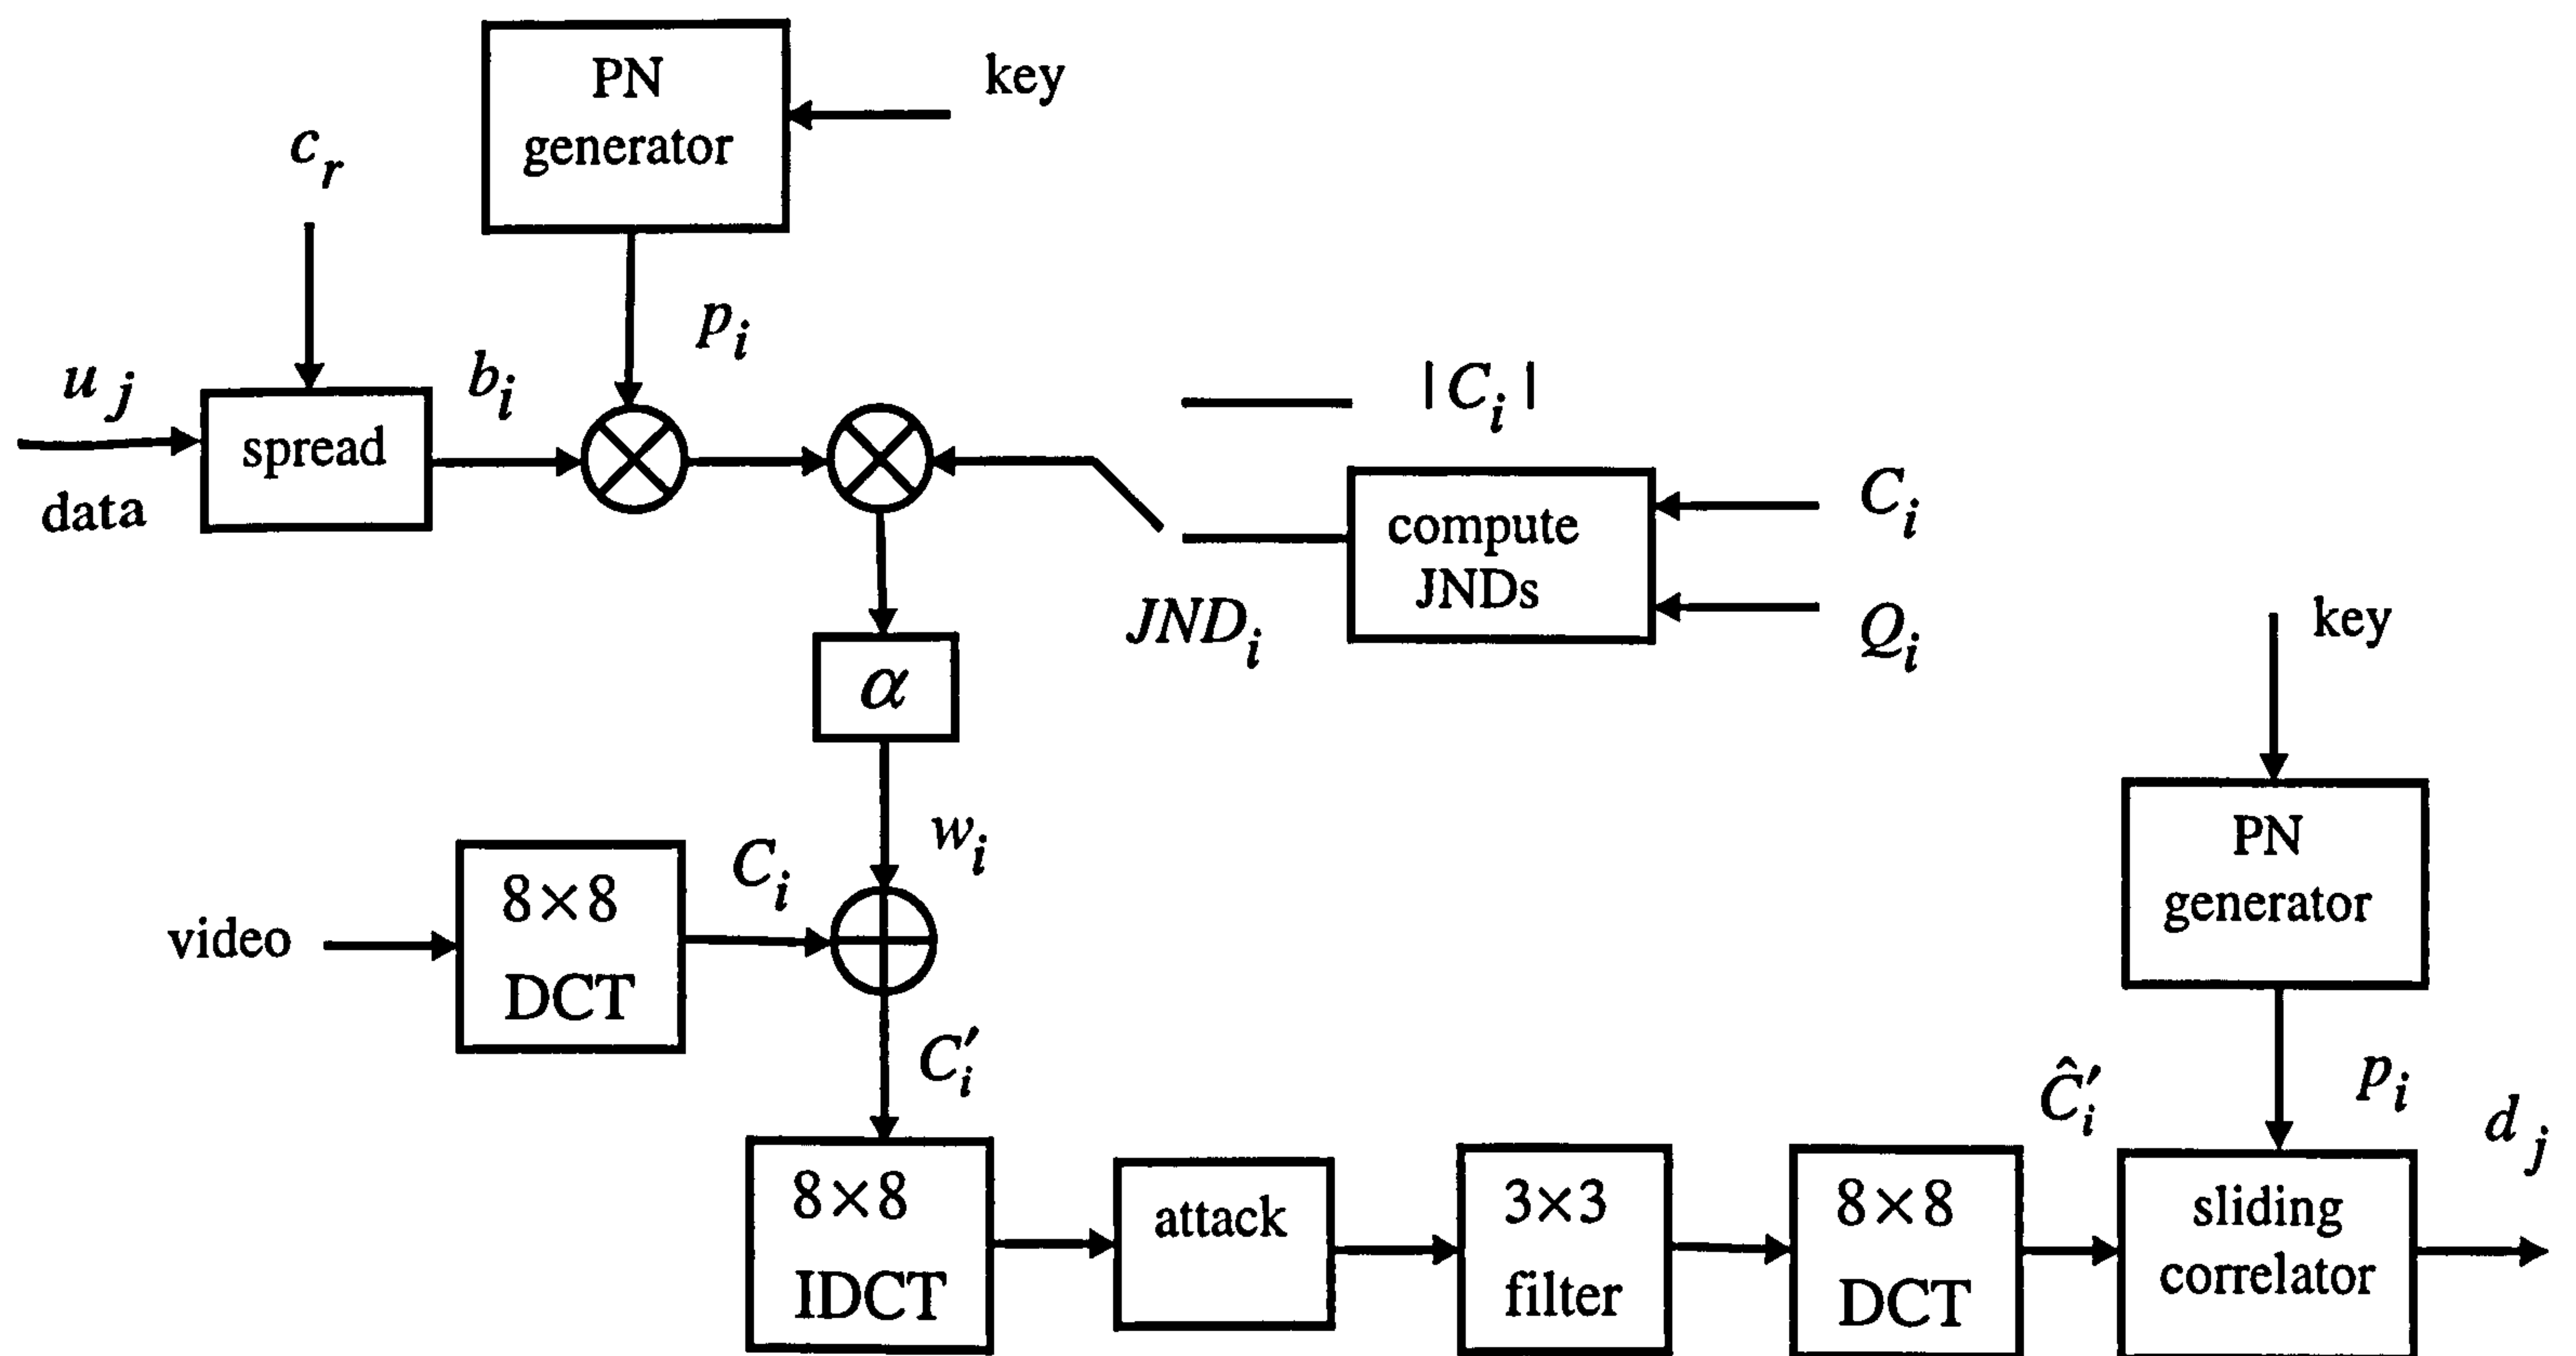 PN
generator
key
c_r
p_i
u_j
data
spread
b_i
|C_i|
compute
JNDs
C_i
Q_i
JND_i
α
w_i
key
PN
generator
p_i
video
8×8
DCT
C_i
C'_i
8×8
IDCT
attack
3×3
filter
8×8
DCT
Ĉ'_i
sliding
correlator
d_j